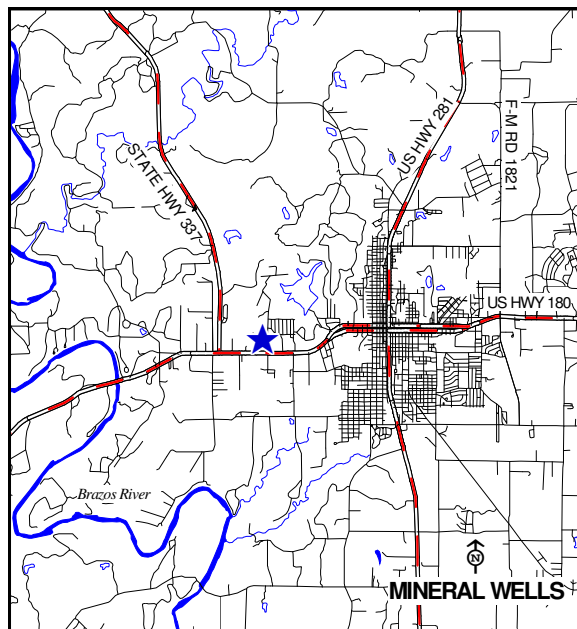 STATE HWY 337
US HWY 281
F-M RD 1821
US HWY 180
Brazos River
N
MINERAL WELLS